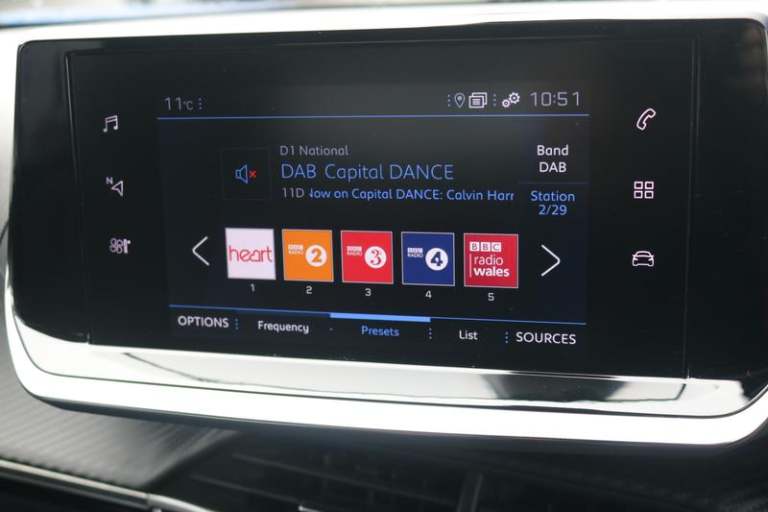 11°C
10:51
D1 National
DAB Capital DANCE
11D Now on Capital DANCE: Calvin Harr
Band
DAB
Station
2/29
N
heart
BBC RADIO 2
BBC RADIO 3
BBC RADIO 4
BBC radio wales
1
2
3
4
5
OPTIONS
Frequency
Presets
List
SOURCES